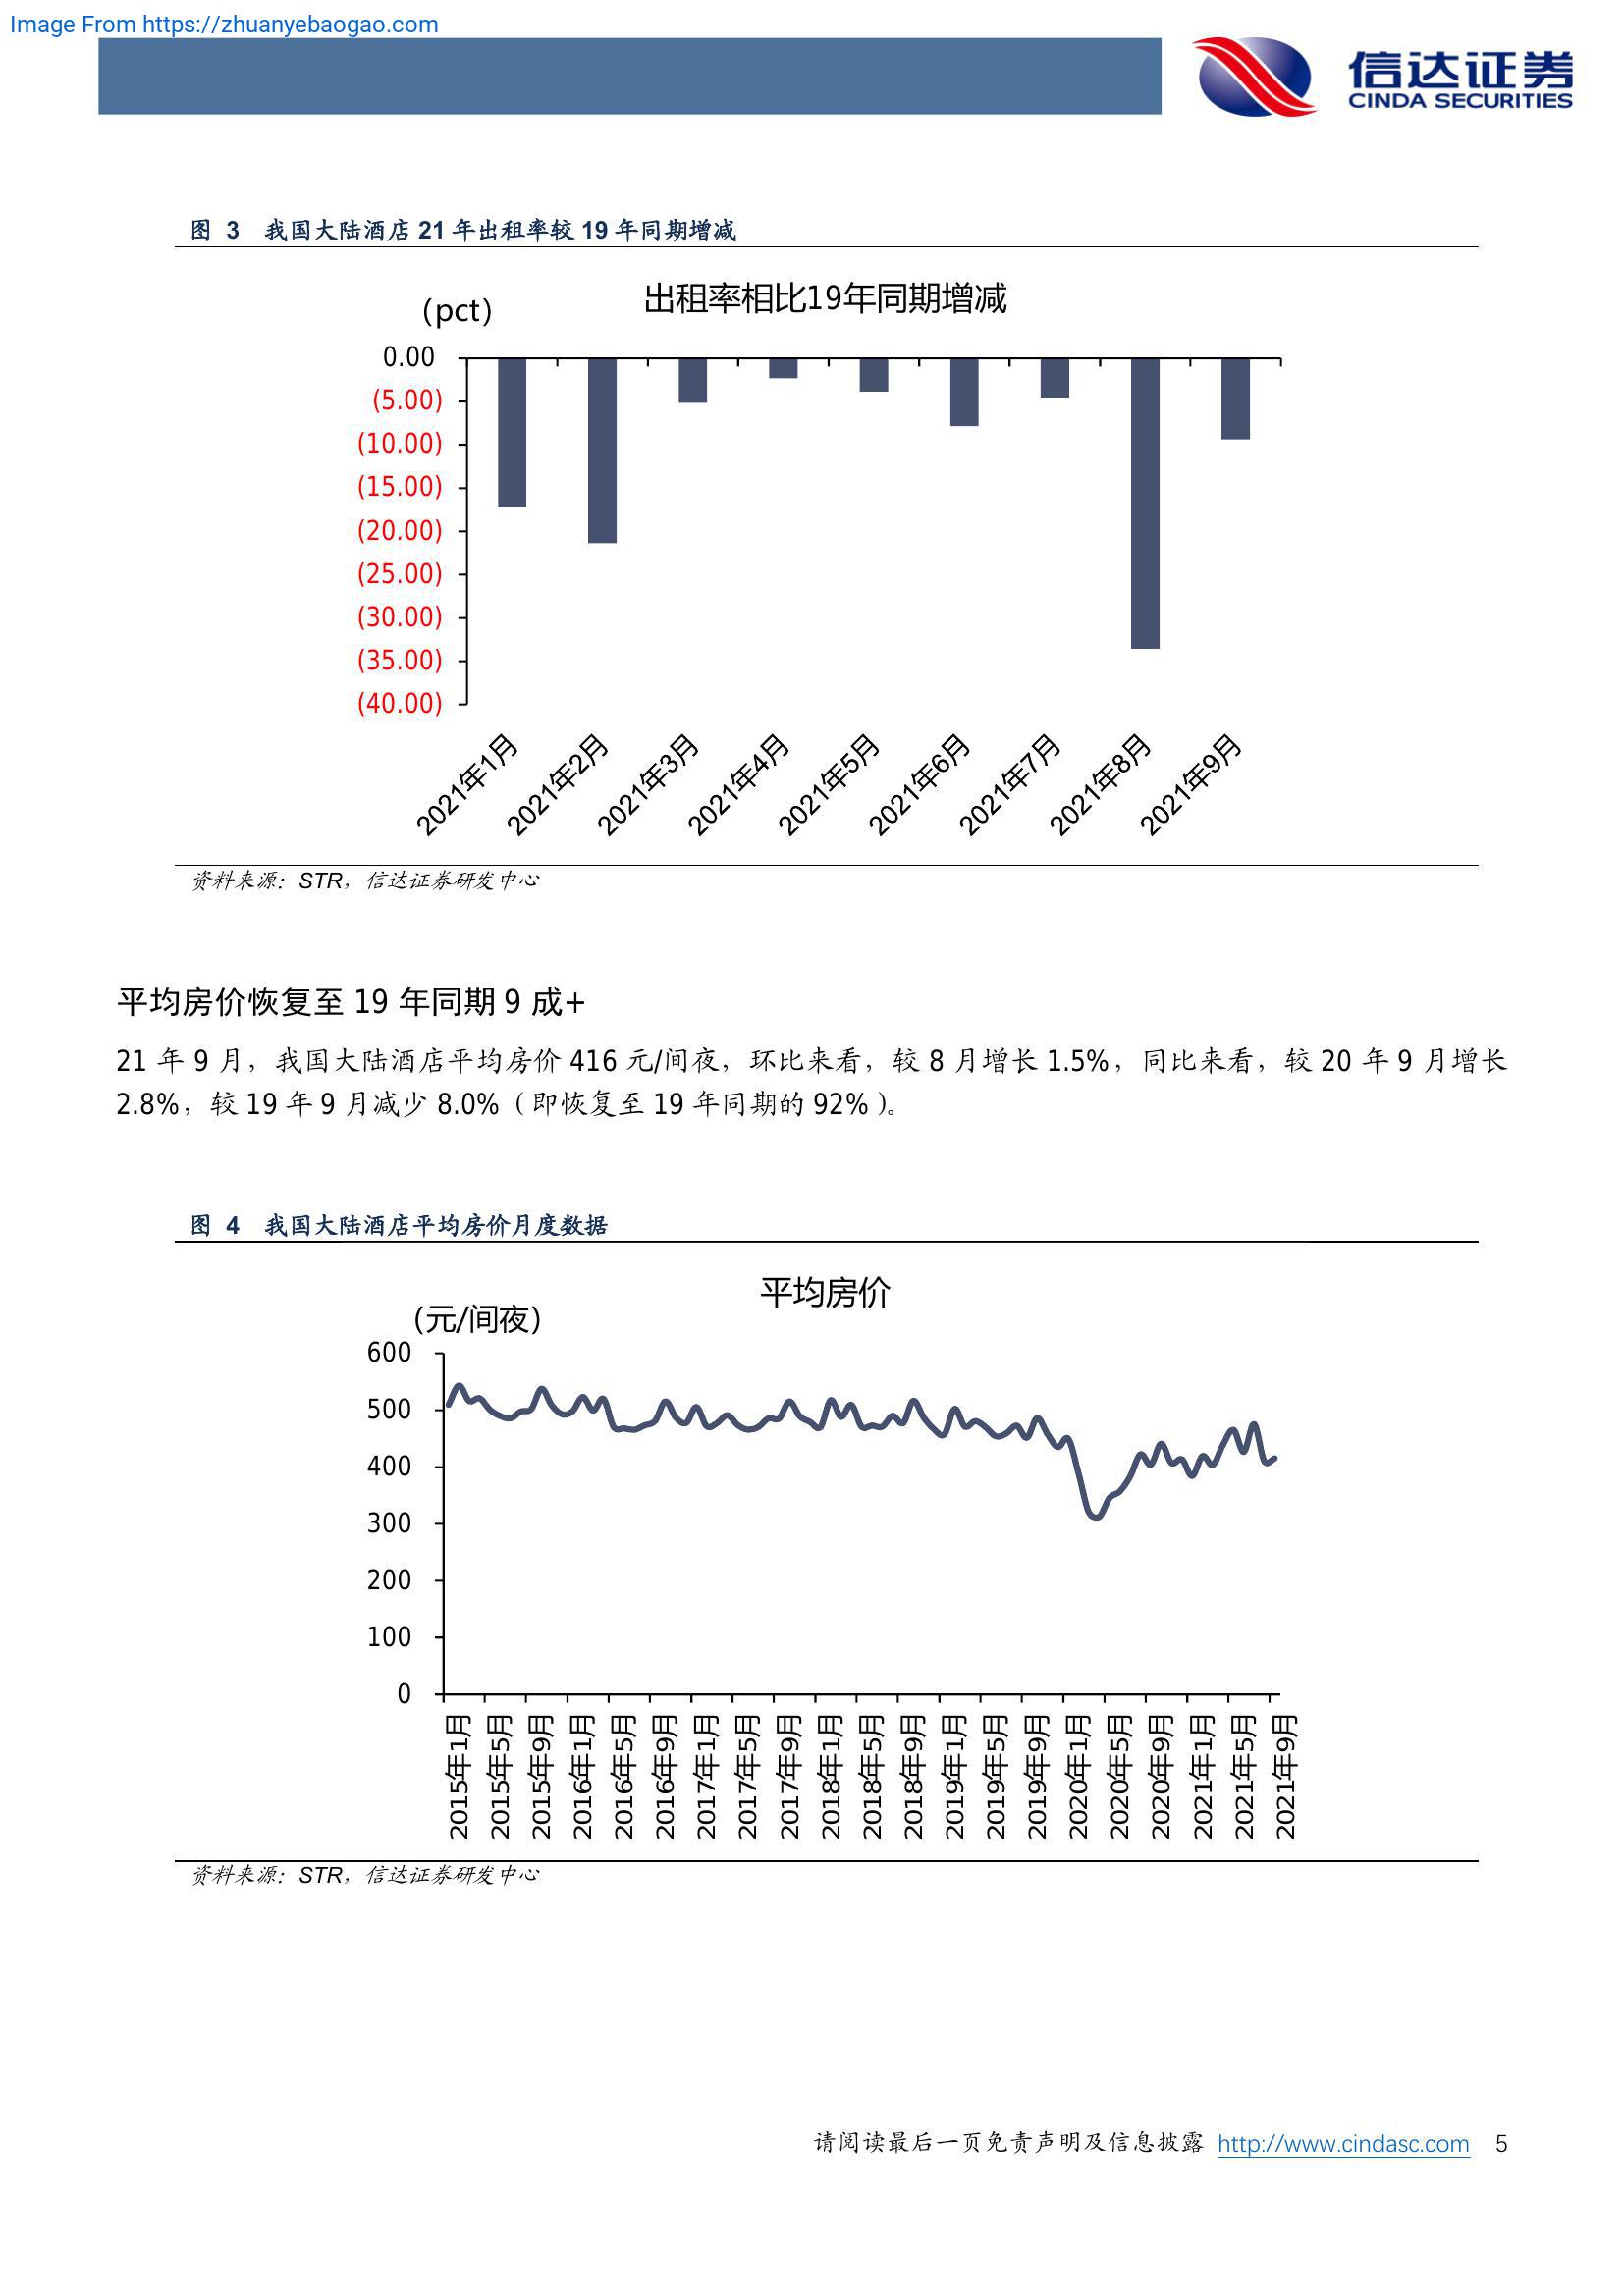 Image From https://zhuanyebaogao.com
信达证券
CINDA SECURITIES
图 3 我国大陆酒店 21 年出租率较 19 年同期增减
出租率相比19年同期增减
（pct）
0.00
(5.00)
(10.00)
(15.00)
(20.00)
(25.00)
(30.00)
(35.00)
(40.00)
2021年1月
2021年2月
2021年3月
2021年4月
2021年5月
2021年6月
2021年7月
2021年8月
2021年9月
资料来源：STR，信达证券研发中心
平均房价恢复至 19 年同期 9 成+
21 年 9 月，我国大陆酒店平均房价 416 元/间夜，环比来看，较 8 月增长 1.5%，同比来看，较 20 年 9 月增长
2.8%，较 19 年 9 月减少 8.0%（即恢复至 19 年同期的 92%）。
图 4 我国大陆酒店平均房价月度数据
平均房价
（元/间夜）
600
500
400
300
200
100
0
2015年1月
2015年5月
2015年9月
2016年1月
2016年5月
2016年9月
2017年1月
2017年5月
2017年9月
2018年1月
2018年5月
2018年9月
2019年1月
2019年5月
2019年9月
2020年1月
2020年5月
2020年9月
2021年1月
2021年5月
2021年9月
资料来源：STR，信达证券研发中心
请阅读最后一页免责声明及信息披露 http://www.cindasc.com 5